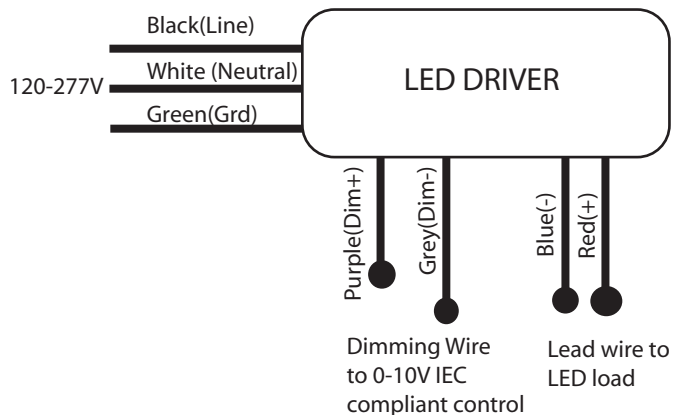 Black(Line)
120-277V
White (Neutral)
Green(Grd)
LED DRIVER
Purple(Dim+)
Grey(Dim-)
Blue(-)
Red(+)
Dimming Wire
to 0-10V IEC
compliant control
Lead wire to
LED load